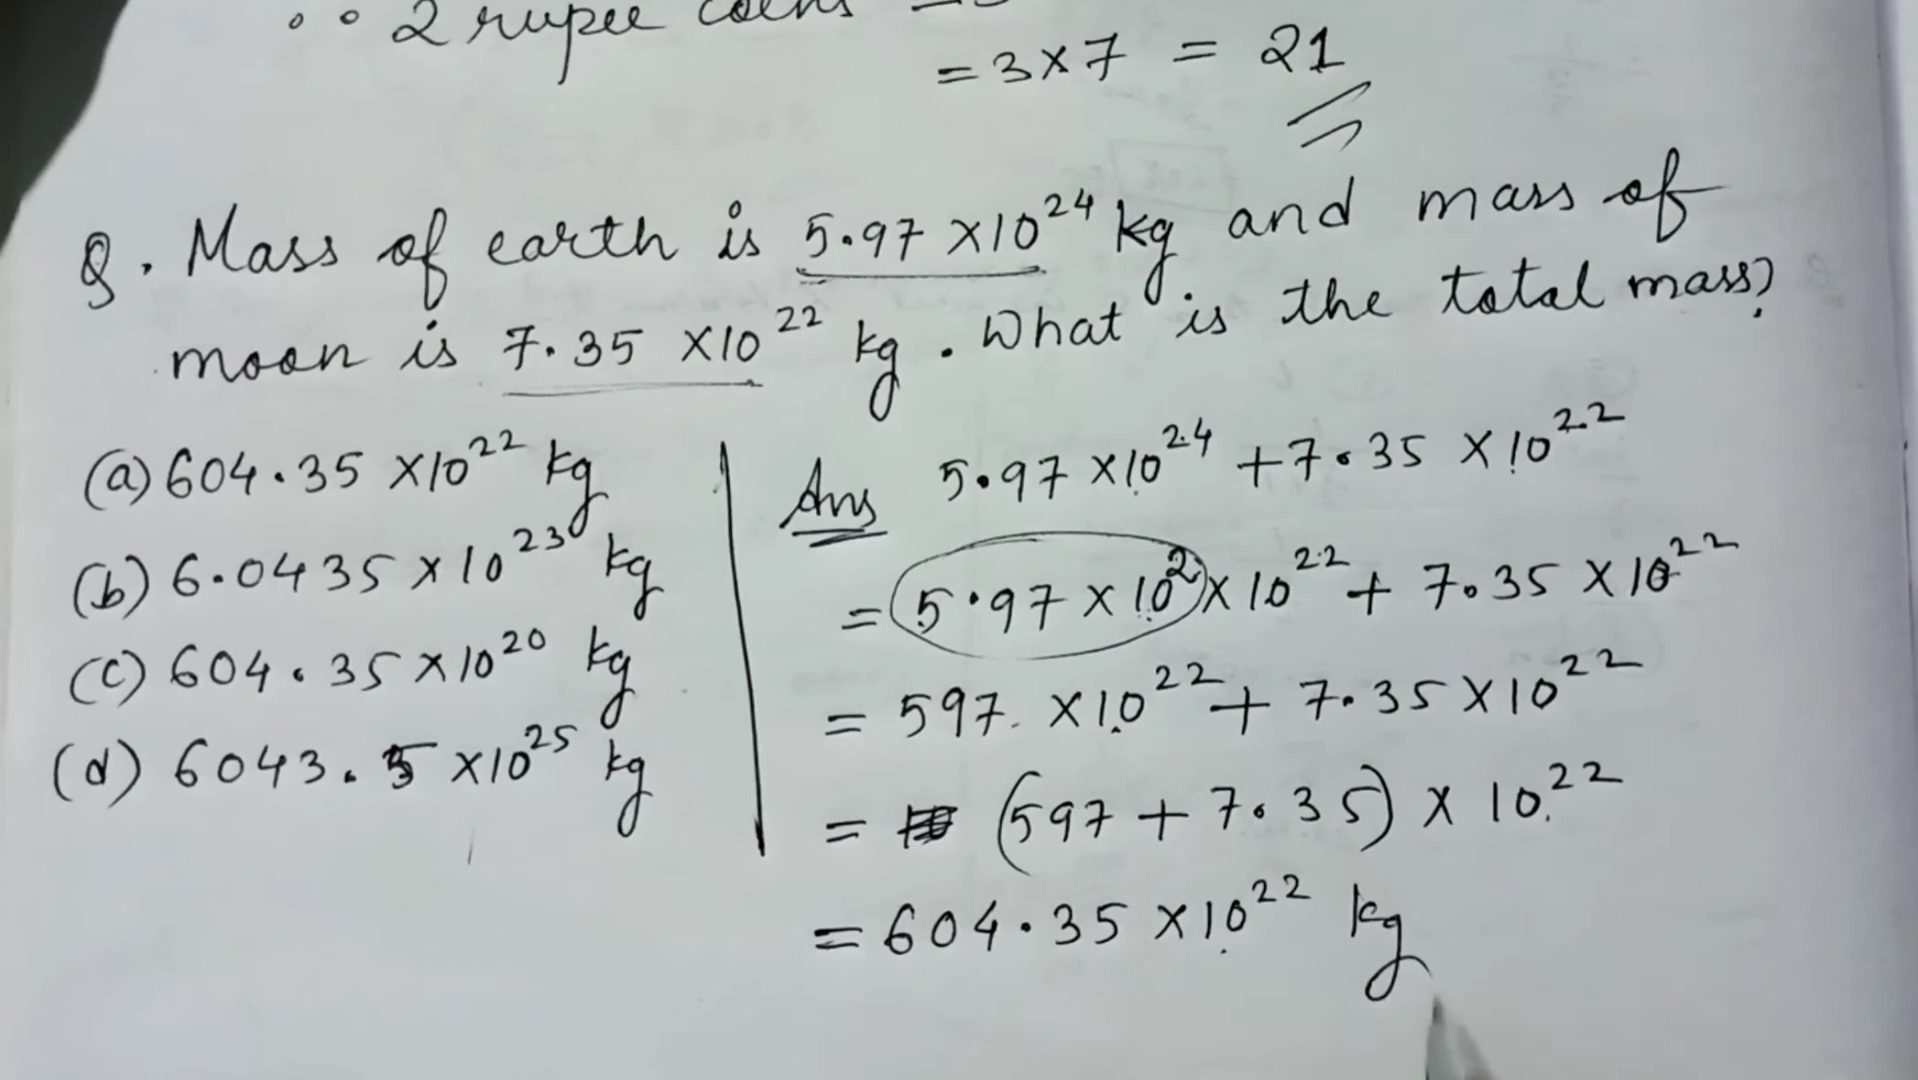 ∴ 2 rupee coins =
= 3 × 7 = 21
Q. Mass of earth is 5.97 × 10²⁴ kg and mass of
moon is 7.35 × 10²² kg. What is the total mass?
(a) 604.35 × 10²² kg
(b) 6.0435 × 10²³ kg
(c) 604.35 × 10²⁰ kg
(d) 6043.5 × 10²⁵ kg
Ans 5.97 × 10²⁴ + 7.35 × 10²²
= 5.97 × 10² × 10²² + 7.35 × 10²²
= 597. × 10²² + 7.35 × 10²²
= (597 + 7.35) × 10²²
= 604.35 × 10²² kg